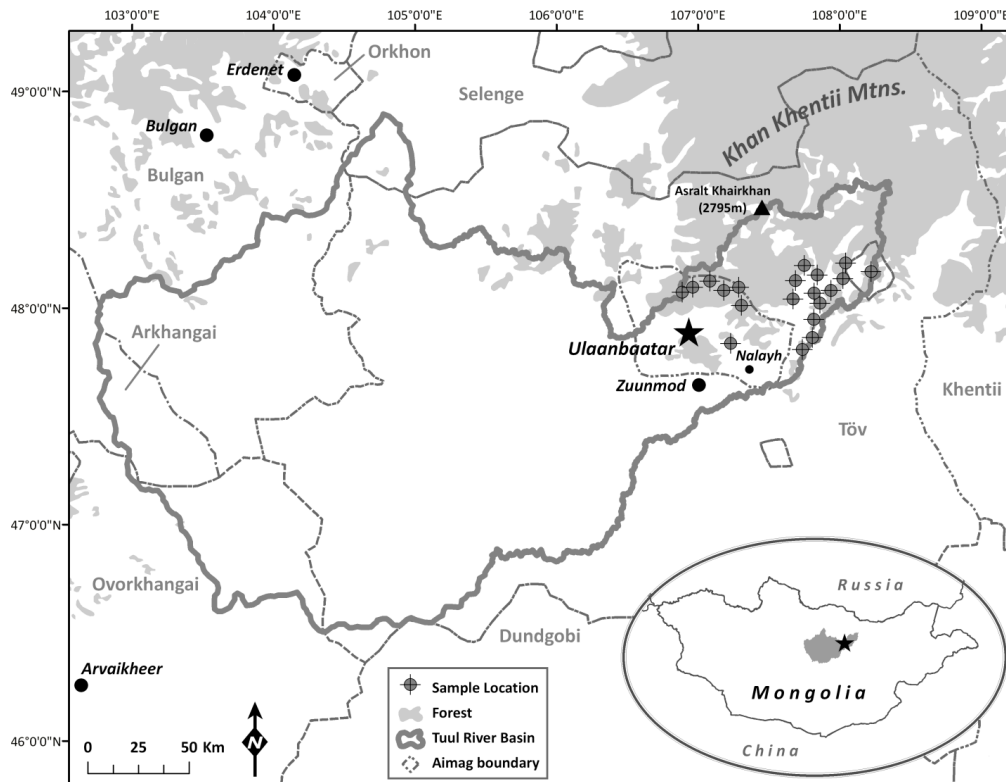 103°0'0"E
104°0'0"E
105°0'0"E
106°0'0"E
107°0'0"E
108°0'0"E
109°0'0"E
Orkhon
Erdenet
49°0'0"N
Selenge
Khan Khentii Mtns.
Bulgan
Bulgan
Asralt Khairkhan
(2795m)
48°0'0"N
Arkhangai
Ulaanbaatar
Nalayh
Zuunmod
Khentii
Töv
47°0'0"N
Ovorkhangai
Russia
Dundgobi
Arvaikheer
Mongolia
China
Sample Location
Forest
Tuul River Basin
Aimag boundary
46°0'0"N
0 25 50 Km
N